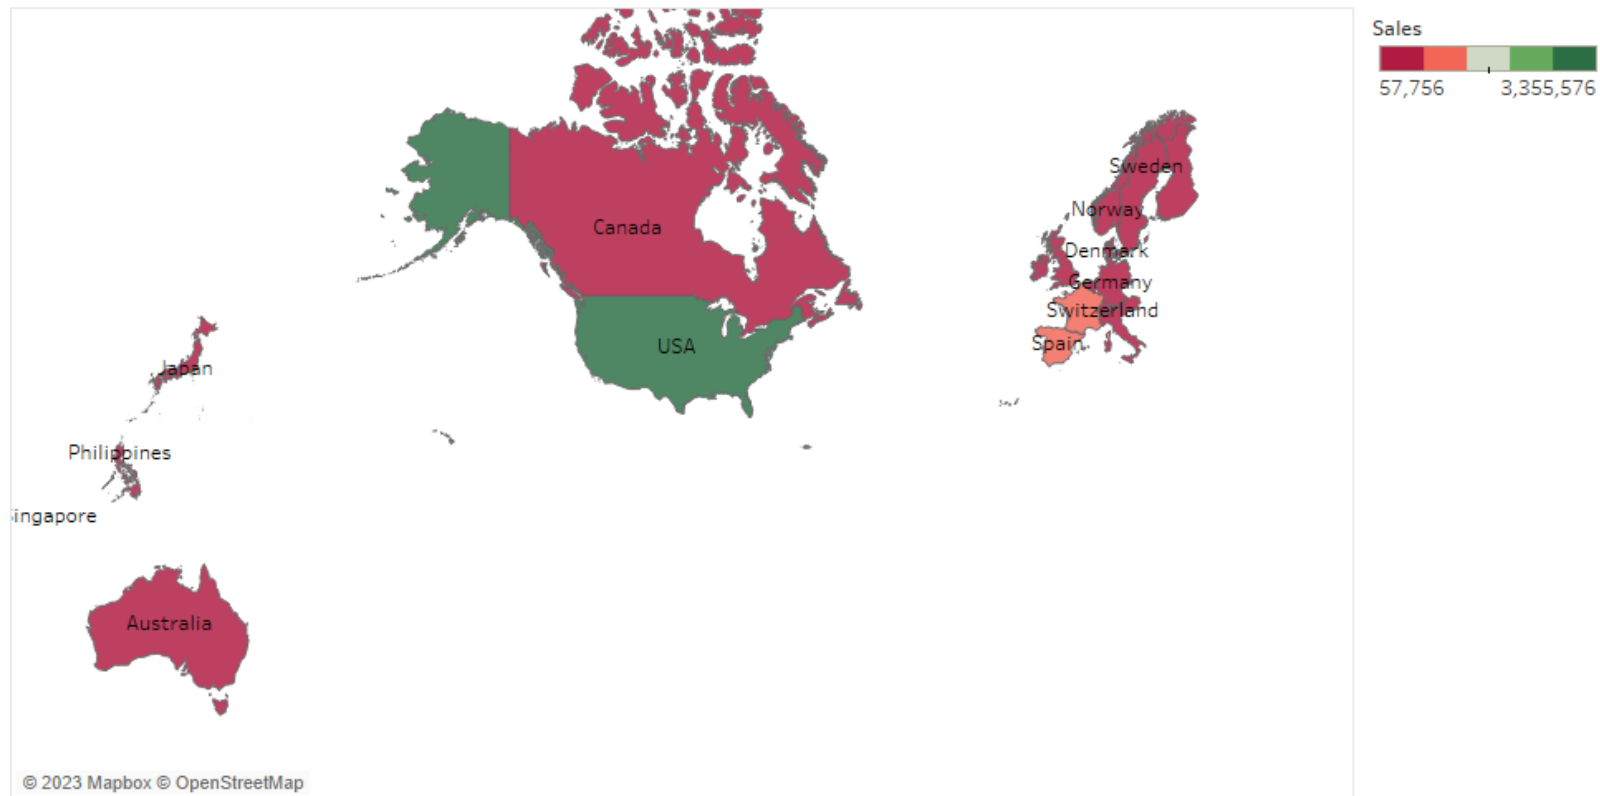 Sales
57,756 3,355,576
Sweden
Norway
Canada
Denmark
Germany
Switzerland
Spain
USA
Japan
Philippines
ingapore
Australia
© 2023 Mapbox © OpenStreetMap